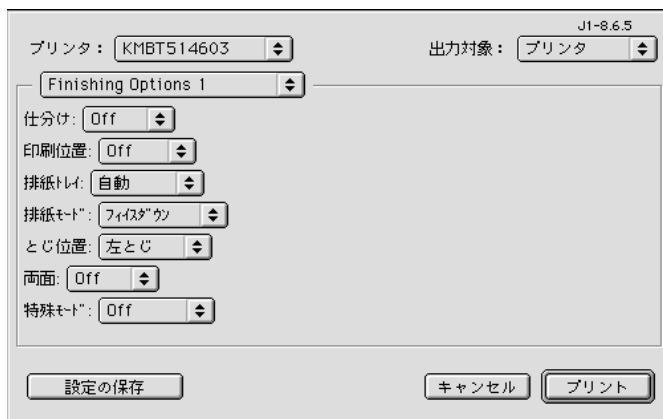 J1-8.6.5
プリンタ： KMBT514603 出力対象： プリンタ
Finishing Options 1
仕分け: Off
印刷位置: Off
排紙ﾄﾚｲ: 自動
排紙ﾓｰﾄﾞ: ﾌｪｲｽﾀﾞｳﾝ
とじ位置: 左とじ
両面: Off
特殊ﾓｰﾄﾞ: Off
設定の保存 キャンセル プリント